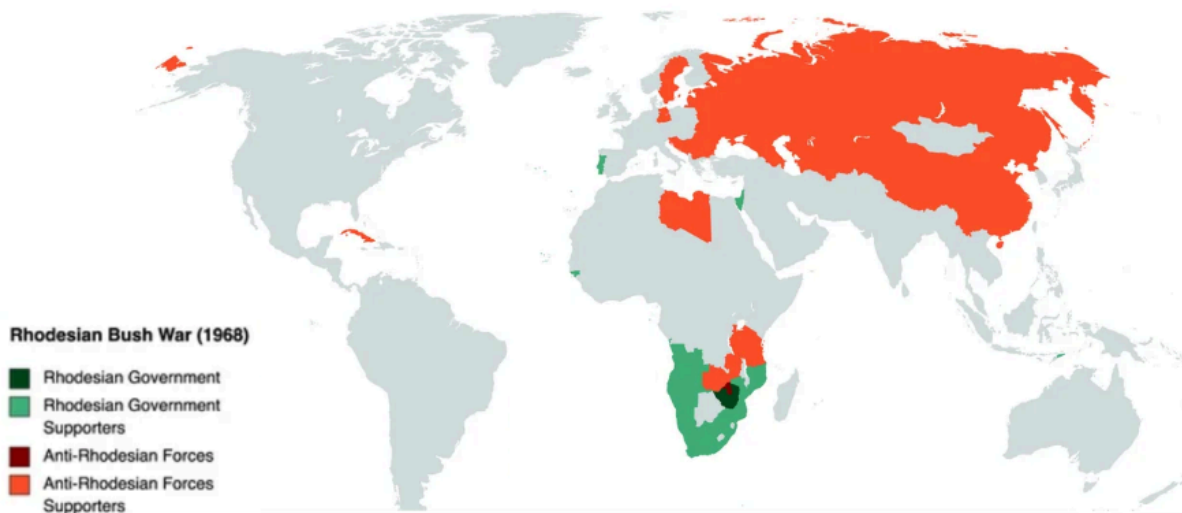 Rhodesian Bush War (1968)
Rhodesian Government
Rhodesian Government
Supporters
Anti-Rhodesian Forces
Anti-Rhodesian Forces
Supporters